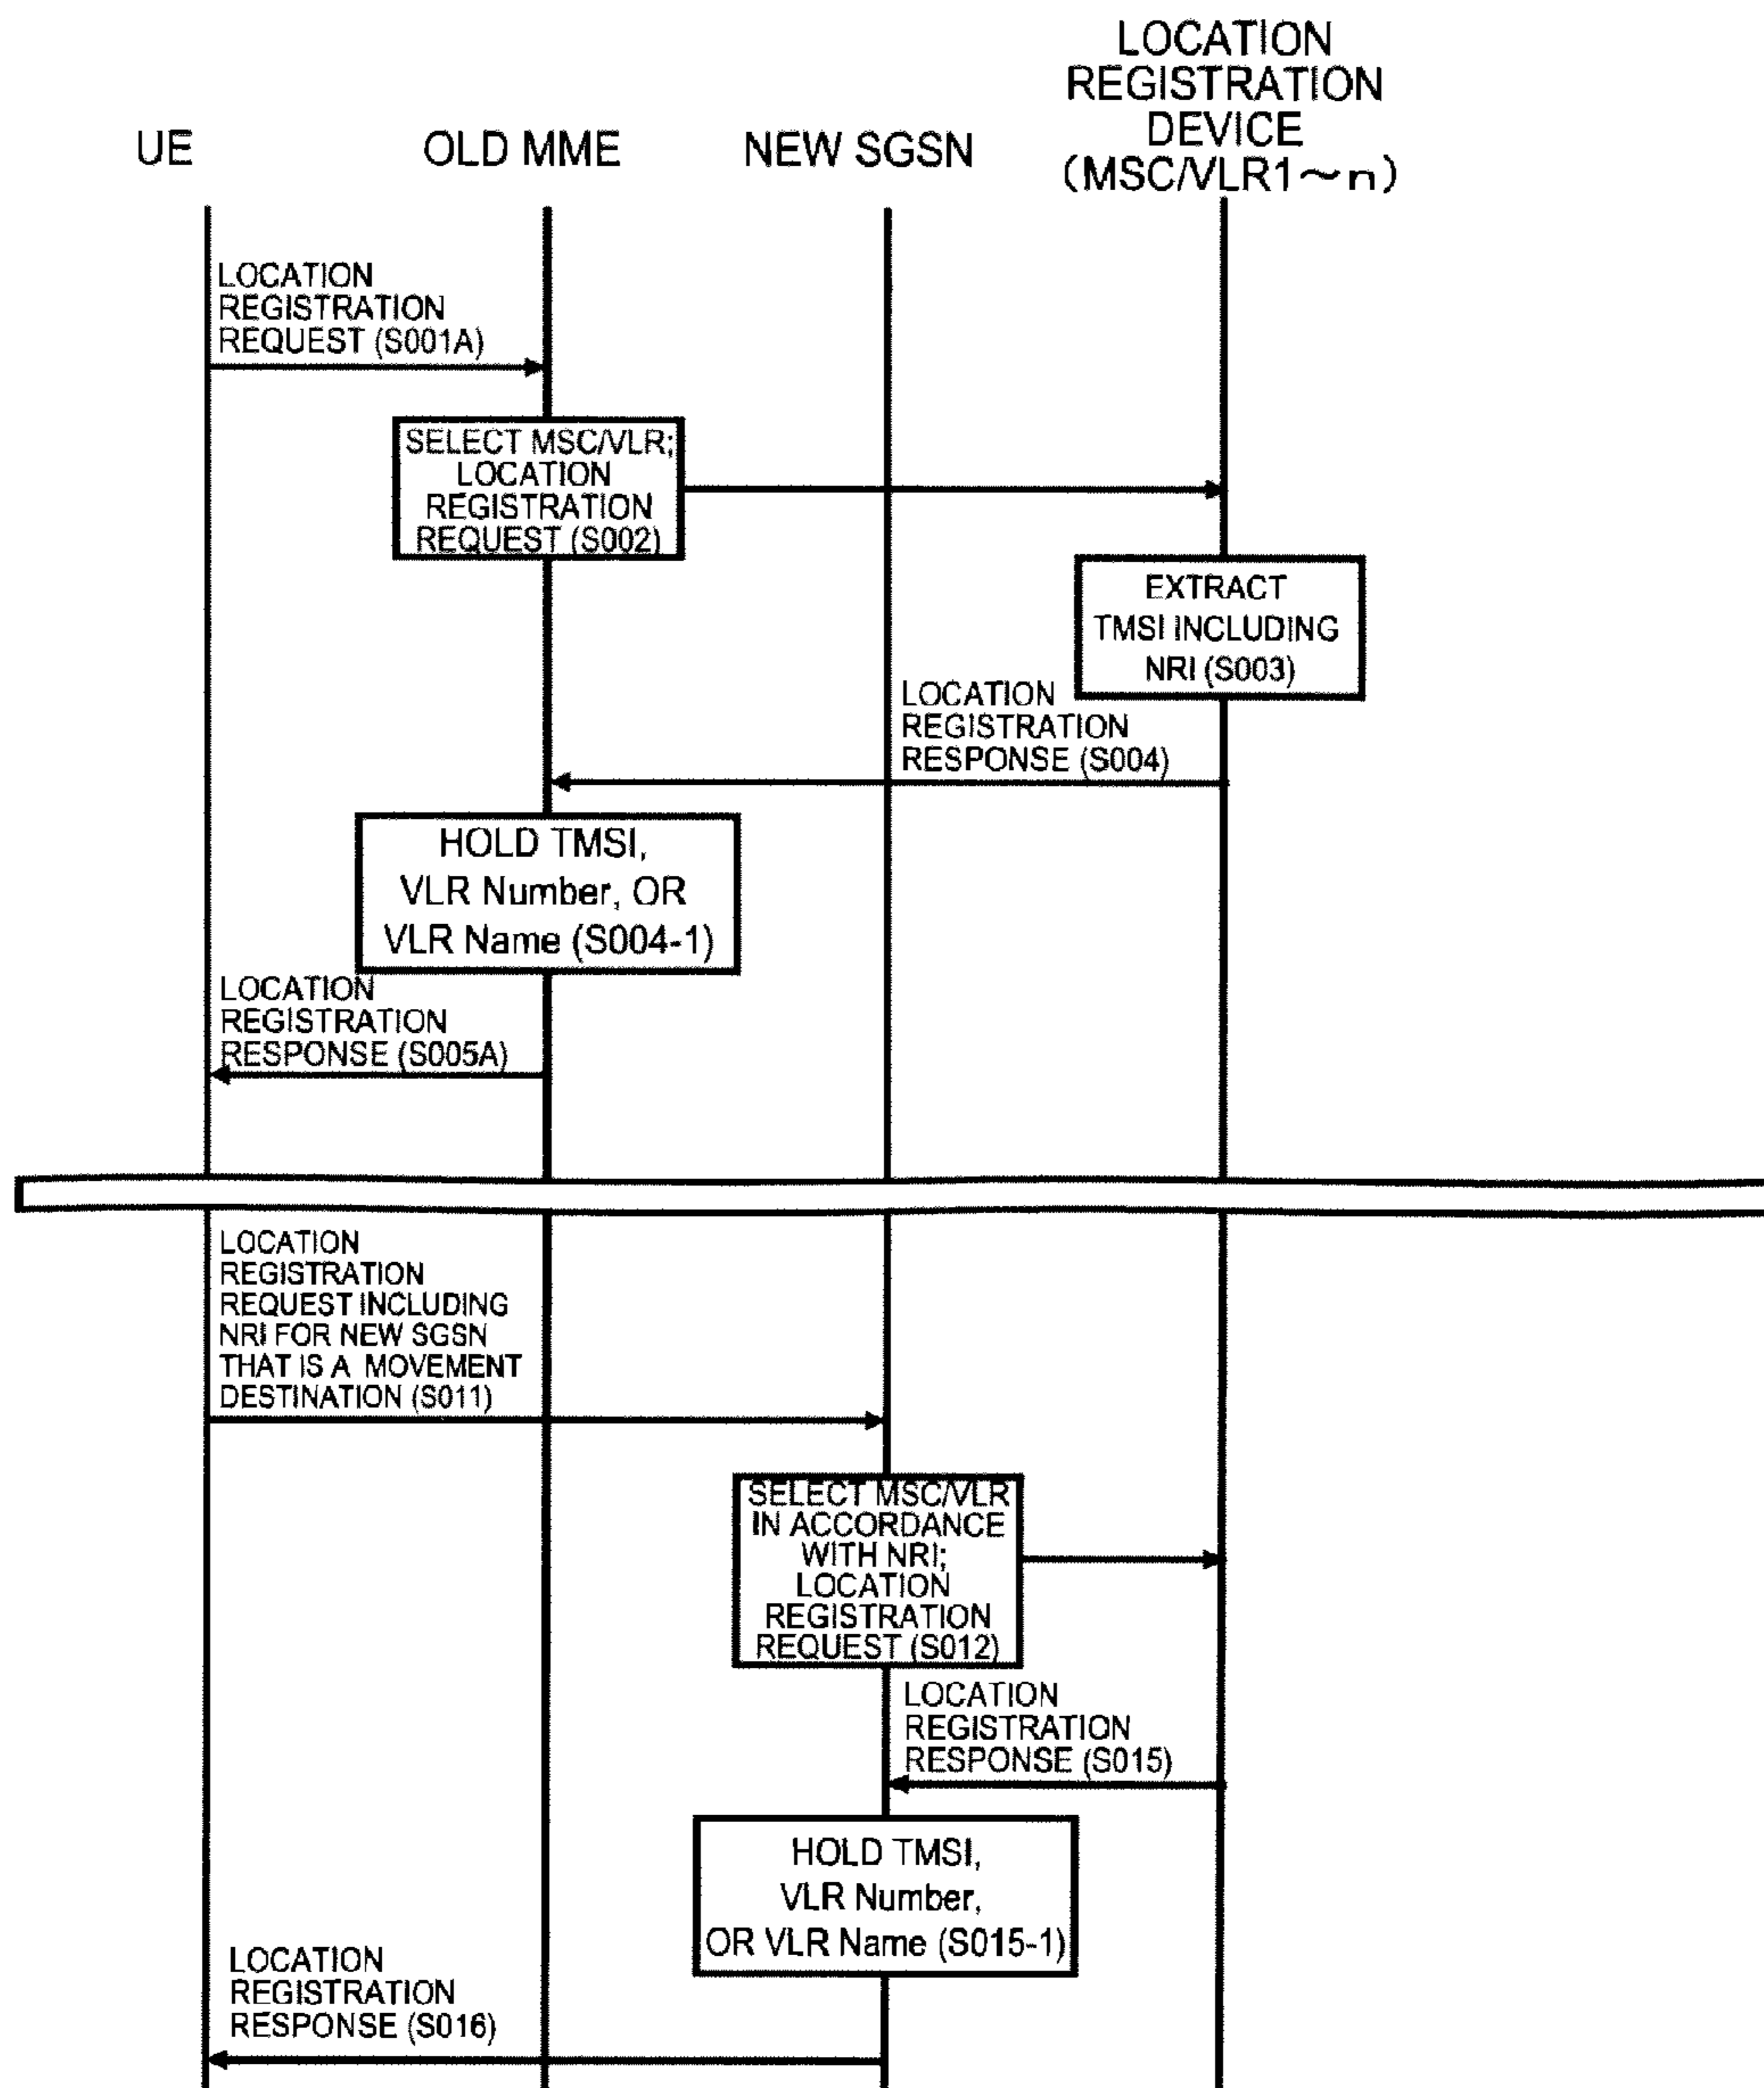 LOCATION
REGISTRATION
DEVICE
(MSC/VLR1～n)
UE
OLD MME
NEW SGSN
LOCATION
REGISTRATION
REQUEST (S001A)
SELECT MSC/VLR;
LOCATION
REGISTRATION
REQUEST (S002)
EXTRACT
TMSI INCLUDING
NRI (S003)
LOCATION
REGISTRATION
RESPONSE (S004)
HOLD TMSI,
VLR Number, OR
VLR Name (S004-1)
LOCATION
REGISTRATION
RESPONSE (S005A)
LOCATION
REGISTRATION
REQUEST INCLUDING
NRI FOR NEW SGSN
THAT IS A MOVEMENT
DESTINATION (S011)
SELECT MSC/VLR
IN ACCORDANCE
WITH NRI;
LOCATION
REGISTRATION
REQUEST (S012)
LOCATION
REGISTRATION
RESPONSE (S015)
HOLD TMSI,
VLR Number,
OR VLR Name (S015-1)
LOCATION
REGISTRATION
RESPONSE (S016)